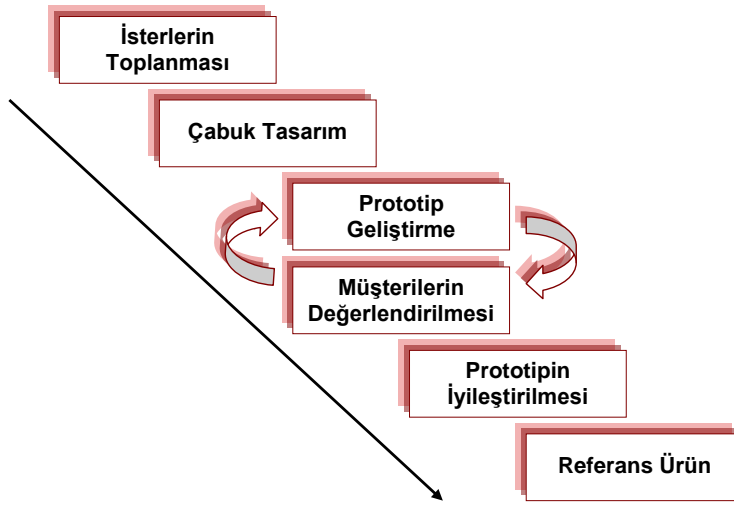 İsterlerin
Toplanması
Çabuk Tasarım
Prototip
Geliştirme
Müşterilerin
Değerlendirilmesi
Prototipin
İyileştirilmesi
Referans Ürün